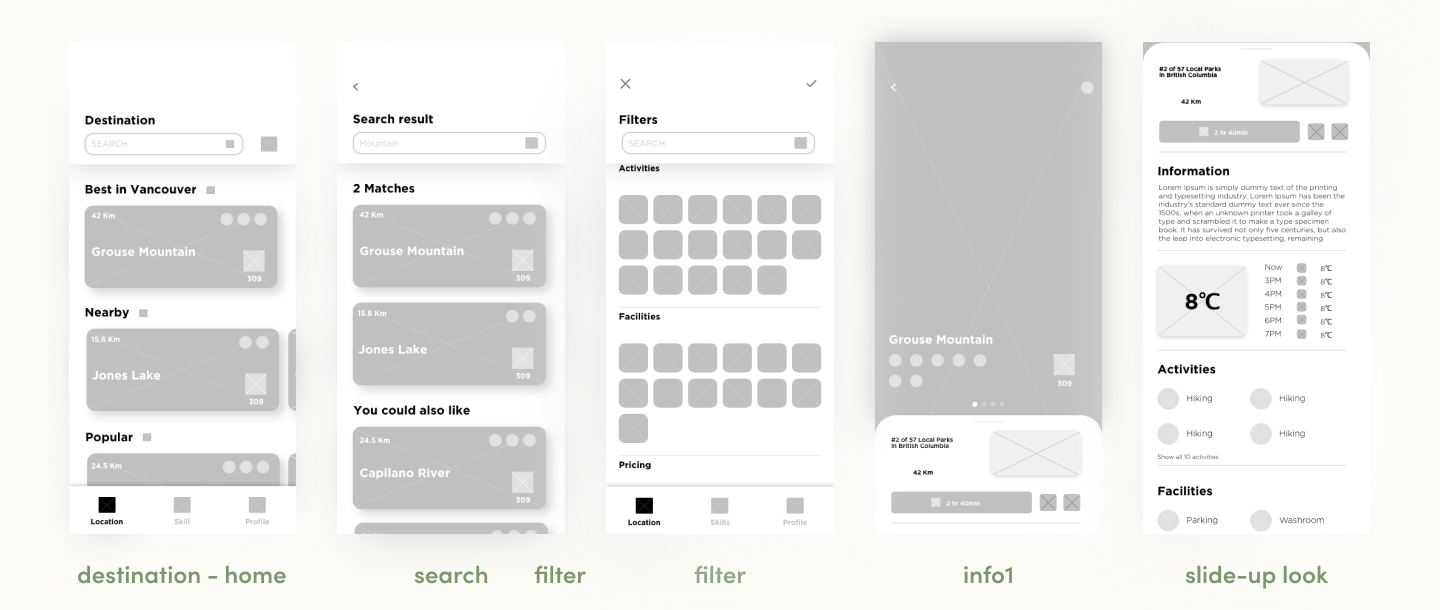 Destination
SEARCH
Best in Vancouver
42 Km
Grouse Mountain
309
Nearby
15.6 Km
Jones Lake
309
Popular
24.5 Km
Location
Skill
Profile
destination - home
Search result
Mountain
2 Matches
42 Km
Grouse Mountain
309
15.6 Km
Jones Lake
309
You could also like
24.5 Km
Capilano River
309
search
filter
Filters
SEARCH
Activities
Facilities
Pricing
Location
Skills
Profile
filter
Grouse Mountain
309
#2 of 57 Local Parks
in British Columbia
42 Km
2 hr 40min
info1
#2 of 57 Local Parks
in British Columbia
42 Km
2 hr 40min
Information
Lorem Ipsum is simply dummy text of the printing
and typesetting industry. Lorem Ipsum has been the
industry's standard dummy text ever since the
1500s, when an unknown printer took a galley of
type and scrambled it to make a type specimen
book. It has survived not only five centuries, but also
the leap into electronic typesetting, remaining
8℃
Now 8℃
3PM 8℃
4PM 8℃
5PM 8℃
6PM 8℃
7PM 8℃
Activities
Hiking Hiking
Hiking Hiking
Show all 10 activities
Facilities
Parking Washroom
slide-up look